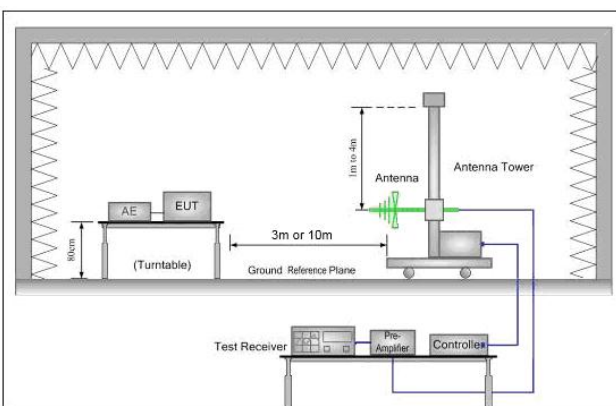 1m to 4m
Antenna
Antenna Tower
AE
EUT
80cm
3m or 10m
(Turntable)
Ground Reference Plane
Test Receiver
Pre-
Amplifier
Controlle